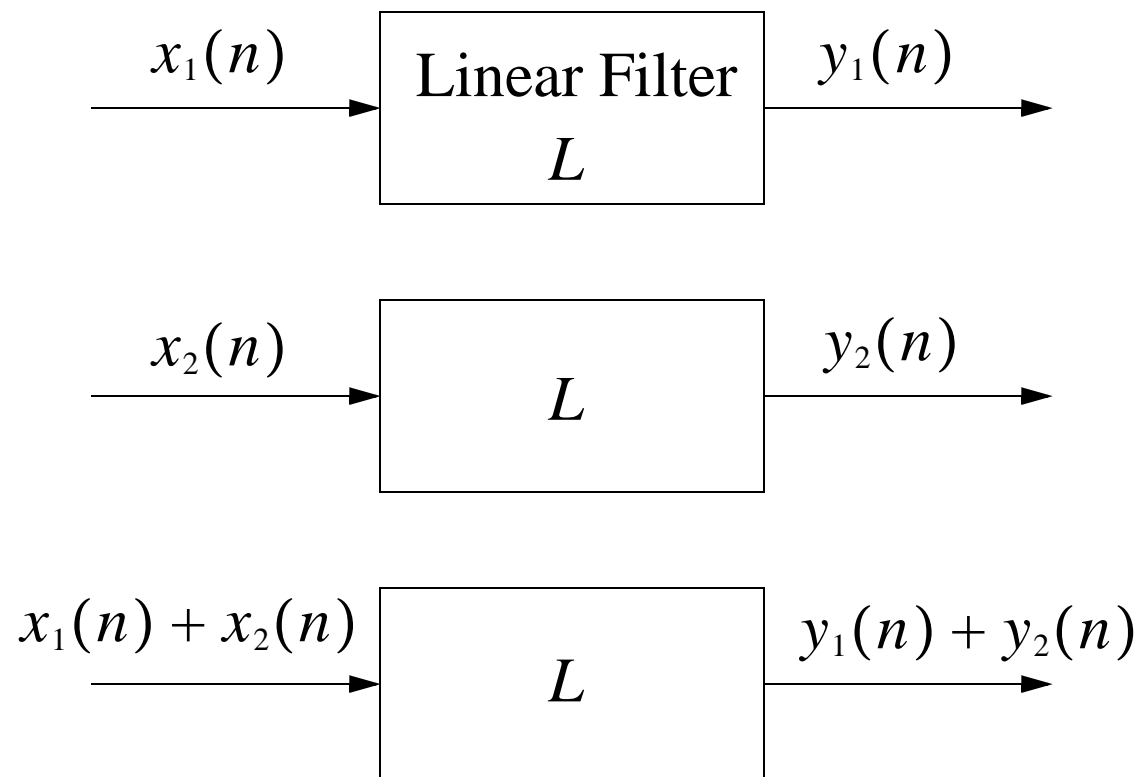 x₁(n)
Linear Filter
L
y₁(n)
x₂(n)
L
y₂(n)
x₁(n) + x₂(n)
L
y₁(n) + y₂(n)